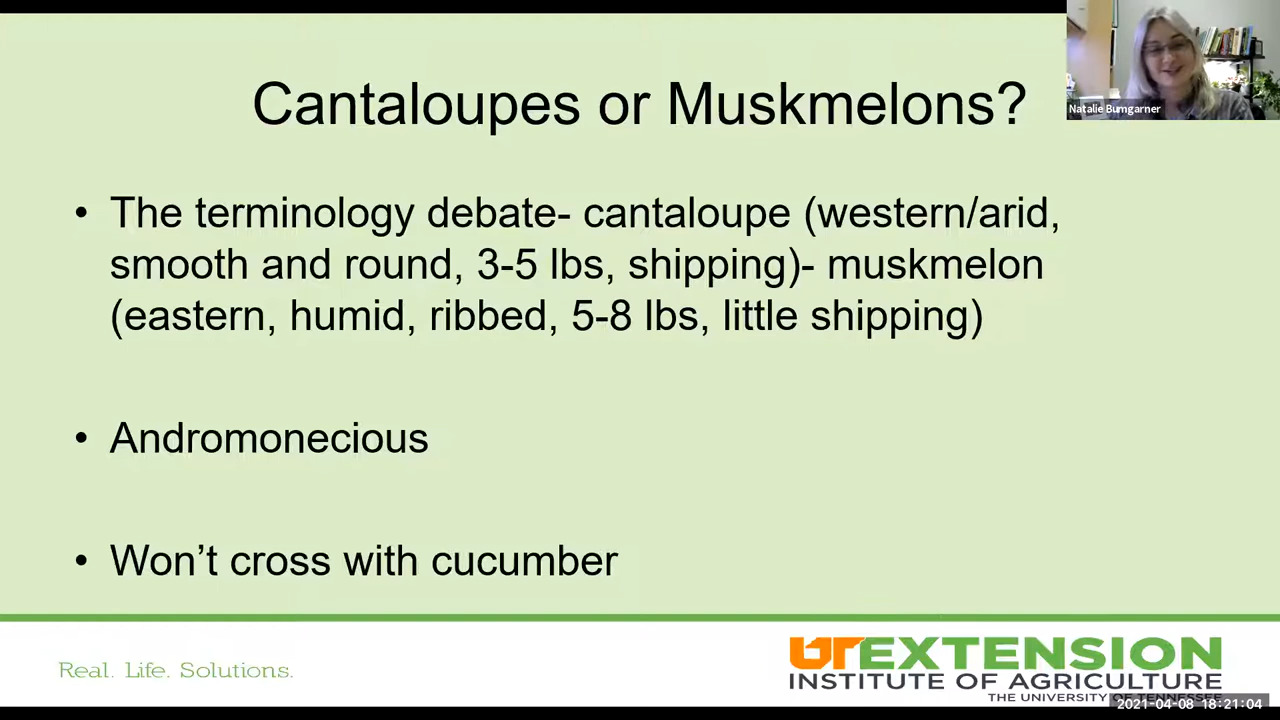 Cantaloupes or Muskmelons?
Natalie Bumgarner
• The terminology debate- cantaloupe (western/arid,
smooth and round, 3-5 lbs, shipping)- muskmelon
(eastern, humid, ribbed, 5-8 lbs, little shipping)
• Andromonecious
• Won’t cross with cucumber
Real. Life. Solutions.
UT EXTENSION
INSTITUTE OF AGRICULTURE
THE UNIVERSITY OF TENNESSEE
2021-04-08 18:21:04